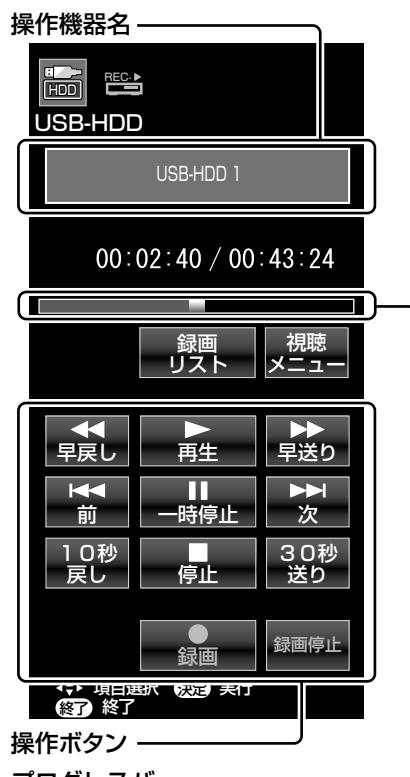 操作機器名
HDD
REC
USB-HDD
USB-HDD 1
00:02:40 / 00:43:24
録画リスト
視聴メニュー
早戻し 再生 早送り
前 一時停止 次
10秒戻し 停止 30秒送り
録画 録画停止
項目選択 決定 実行
終了 終了
操作ボタン
プログレスバー